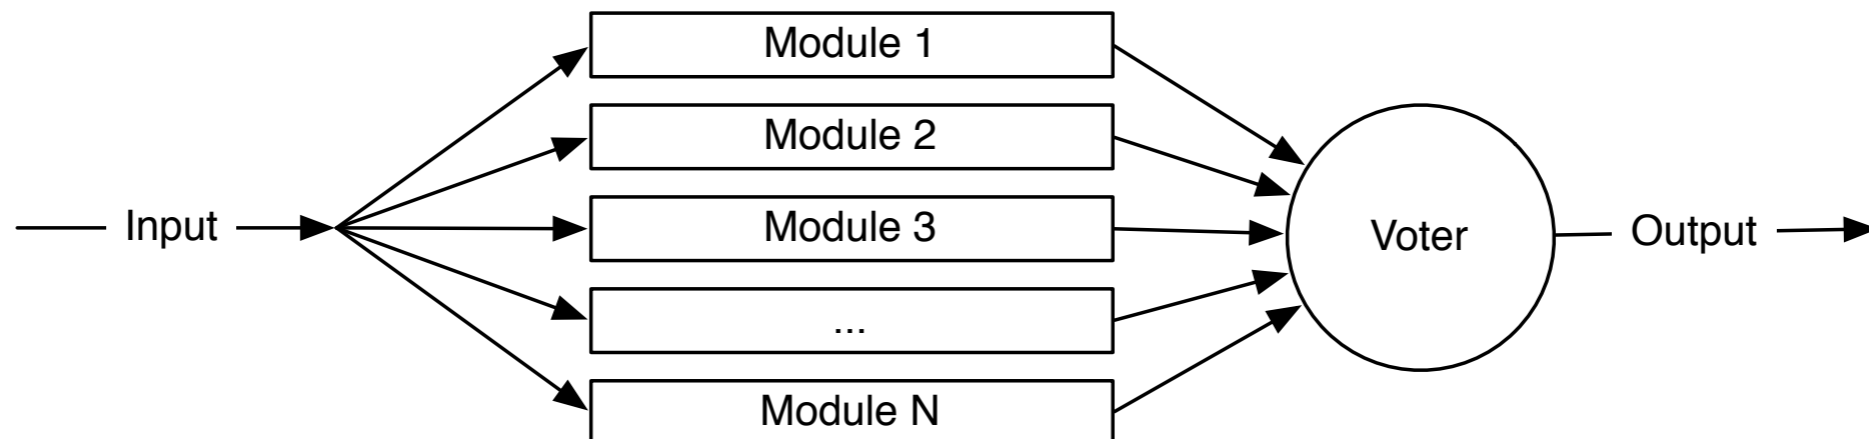 Module 1
Module 2
Input
Module 3
Voter
Output
...
Module N